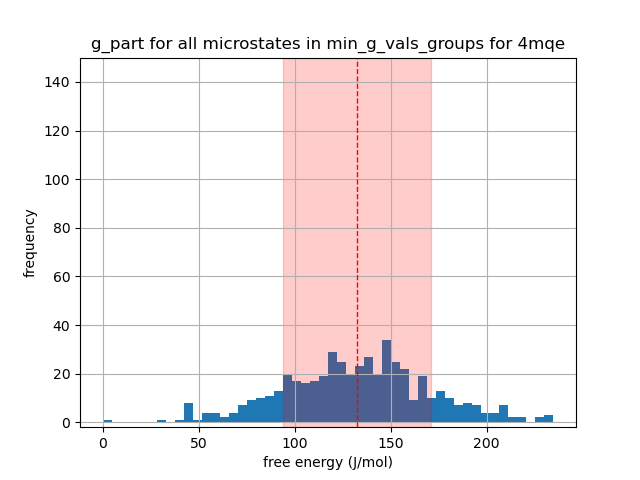 g_part for all microstates in min_g_vals_groups for 4mqe
140
120
100
80
60
40
20
0
frequency
0 50 100 150 200
free energy (J/mol)